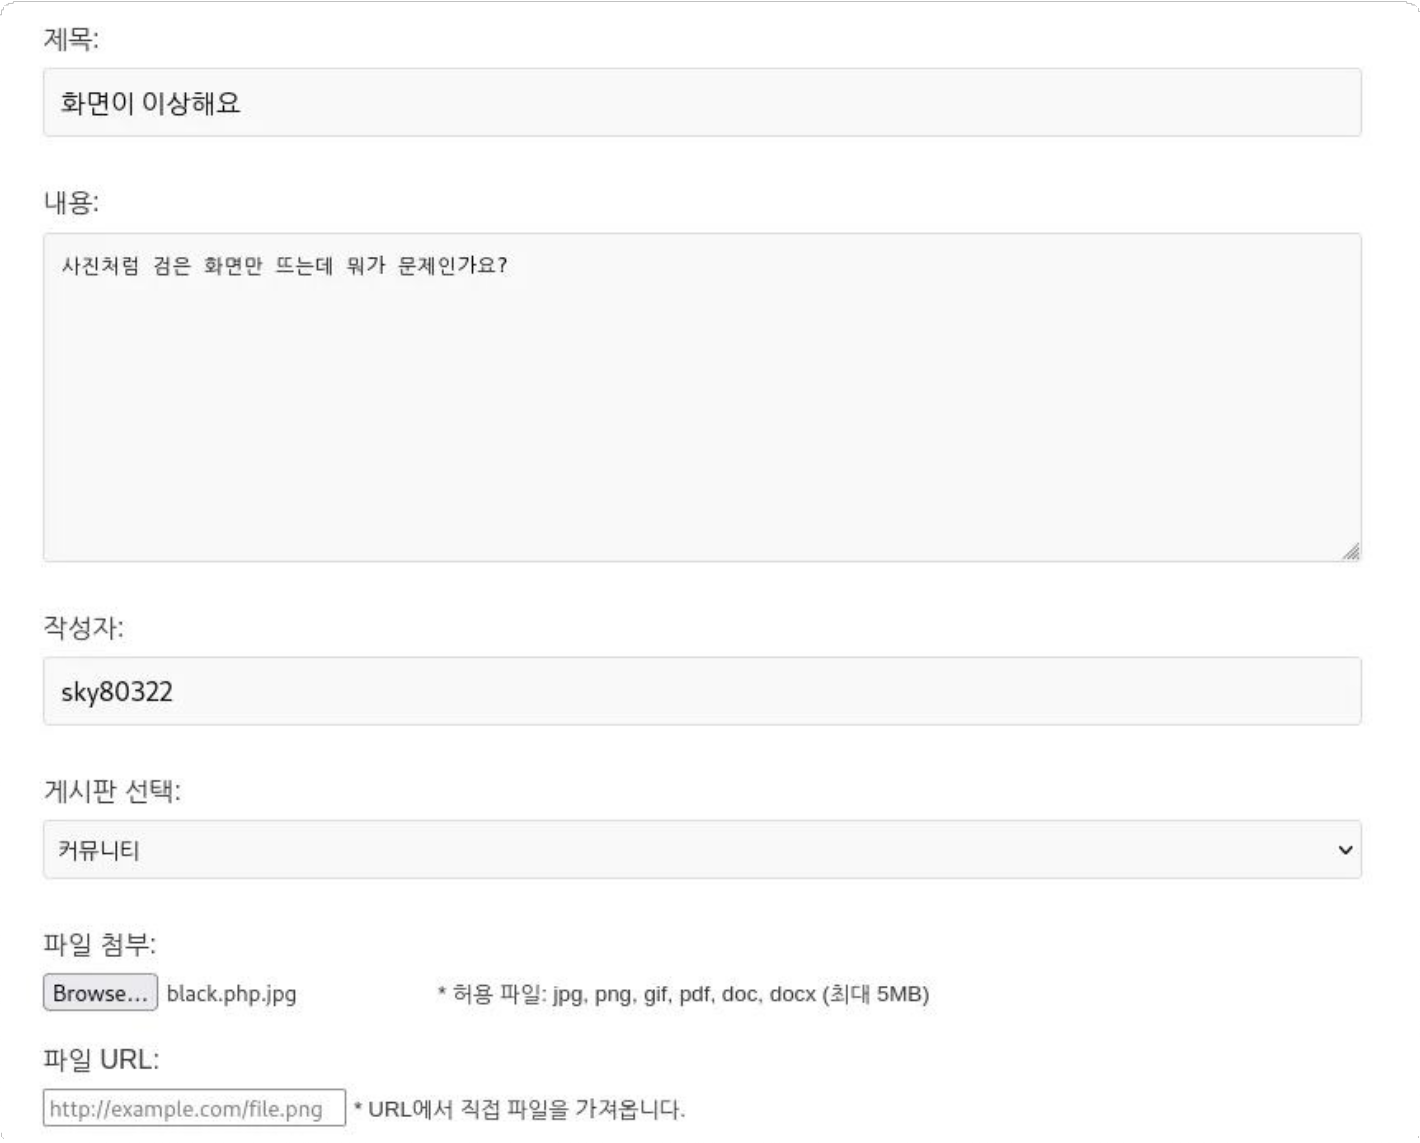 제목:
화면이 이상해요
내용:
사진처럼 검은 화면만 뜨는데 뭐가 문제인가요?
작성자:
sky80322
게시판 선택:
커뮤니티
파일 첨부:
Browse... black.php.jpg * 허용 파일: jpg, png, gif, pdf, doc, docx (최대 5MB)
파일 URL:
http://example.com/file.png * URL에서 직접 파일을 가져옵니다.